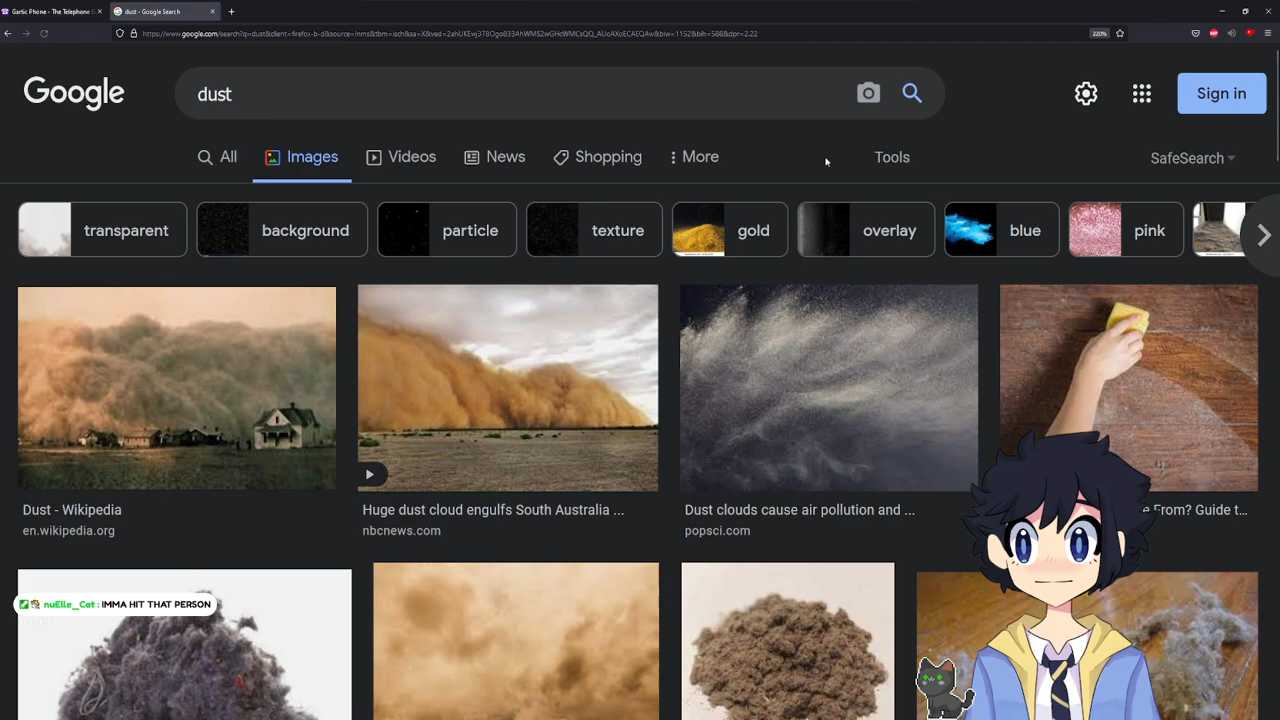 Gartic Phone - The Telephone G
dust - Google Search
220%
Google
dust
Sign in
All
Images
Videos
News
Shopping
More
Tools
SafeSearch
transparent
background
particle
texture
gold
overlay
blue
pink
Dust - Wikipedia
en.wikipedia.org
Huge dust cloud engulfs South Australia ...
nbcnews.com
Dust clouds cause air pollution and ...
popsci.com
From? Guide t...
nuElle_Cat : IMMA HIT THAT PERSON